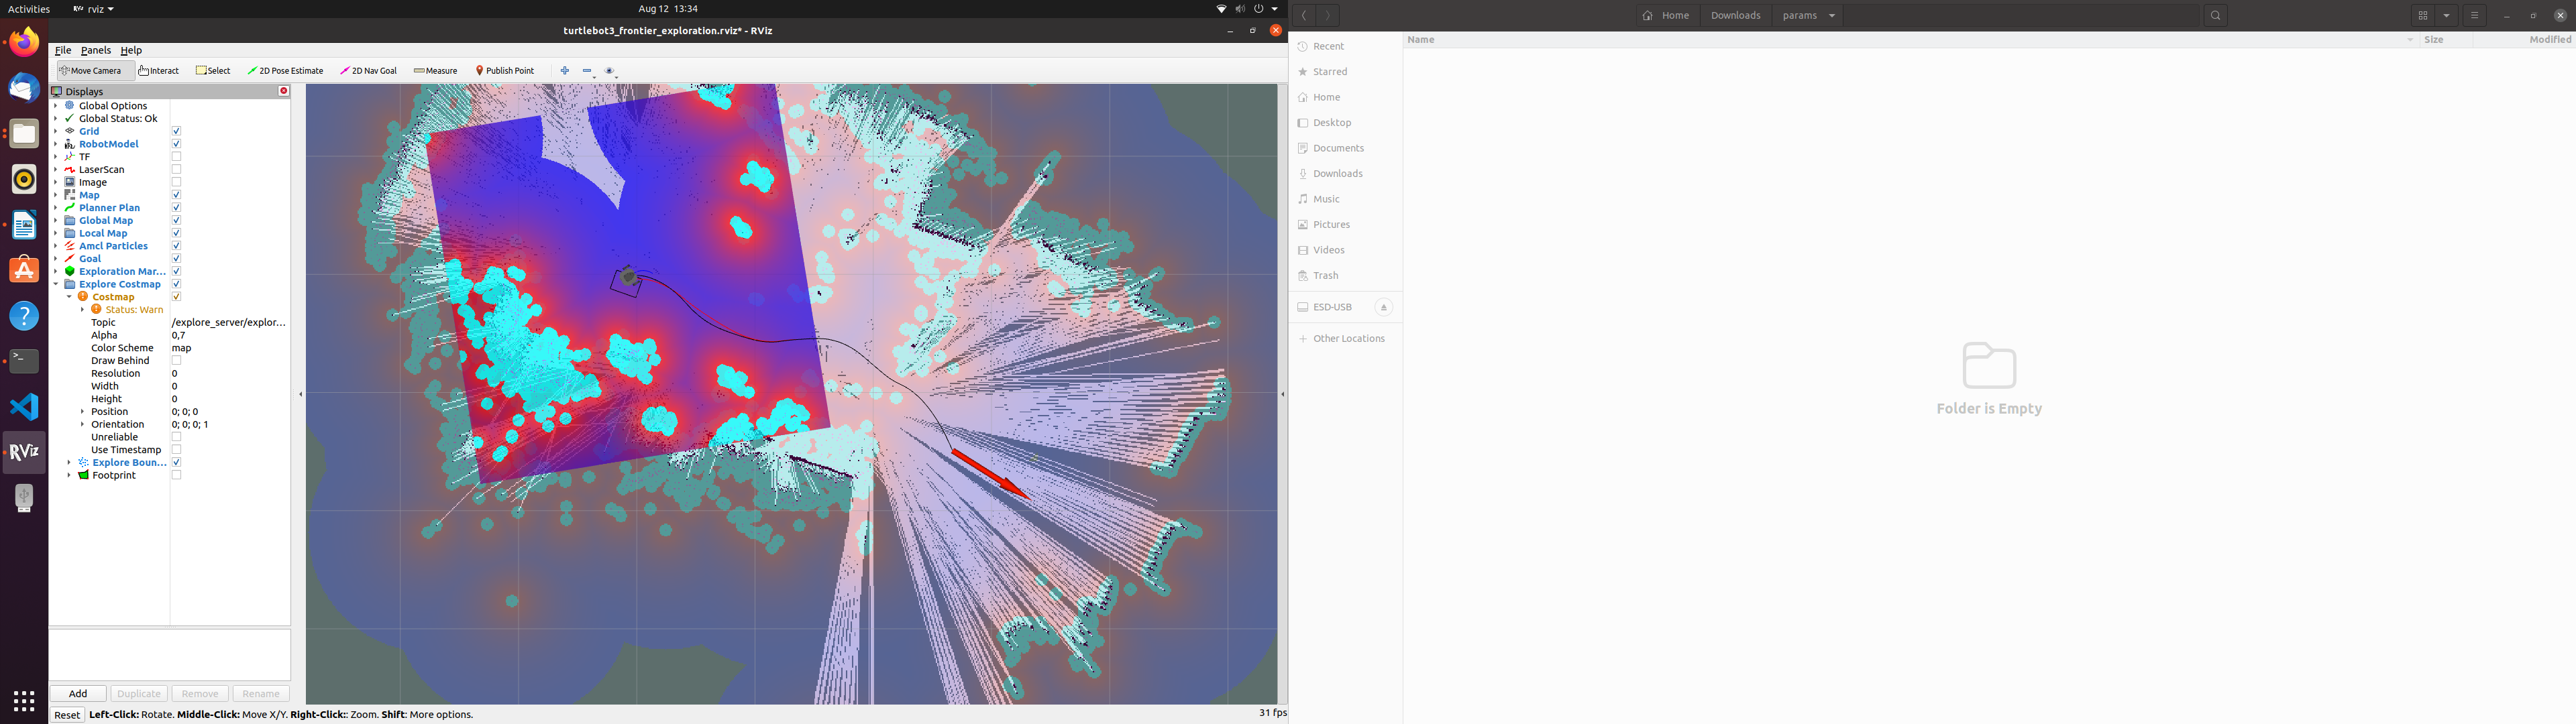 Activities
rviz
Aug 12 13:34
turtlebot3_frontier_exploration.rviz* - RViz
File Panels Help
Move Camera Interact Select 2D Pose Estimate 2D Nav Goal Measure Publish Point
Displays
Global Options
Global Status: Ok
Grid
RobotModel
TF
LaserScan
Image
Map
Planner Plan
Global Map
Local Map
Amcl Particles
Goal
Exploration Mar...
Explore Costmap
Costmap
Status: Warn
Topic /explore_server/explor...
Alpha 0,7
Color Scheme map
Draw Behind
Resolution 0
Width 0
Height 0
Position 0; 0; 0
Orientation 0; 0; 0; 1
Unreliable
Use Timestamp
Explore Boun...
Footprint
Add Duplicate Remove Rename
Reset Left-Click: Rotate. Middle-Click: Move X/Y. Right-Click:: Zoom. Shift: More options.
31 fps
RViz
Home Downloads params
Name Size Modified
Recent
Starred
Home
Desktop
Documents
Downloads
Music
Pictures
Videos
Trash
ESD-USB
Other Locations
Folder is Empty